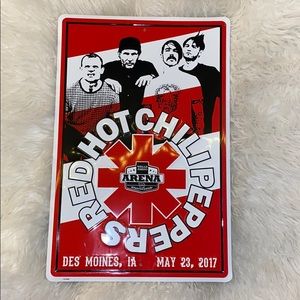 RED HOT CHILI PEPPERS
ARENA
DES MOINES, IA MAY 23, 2017